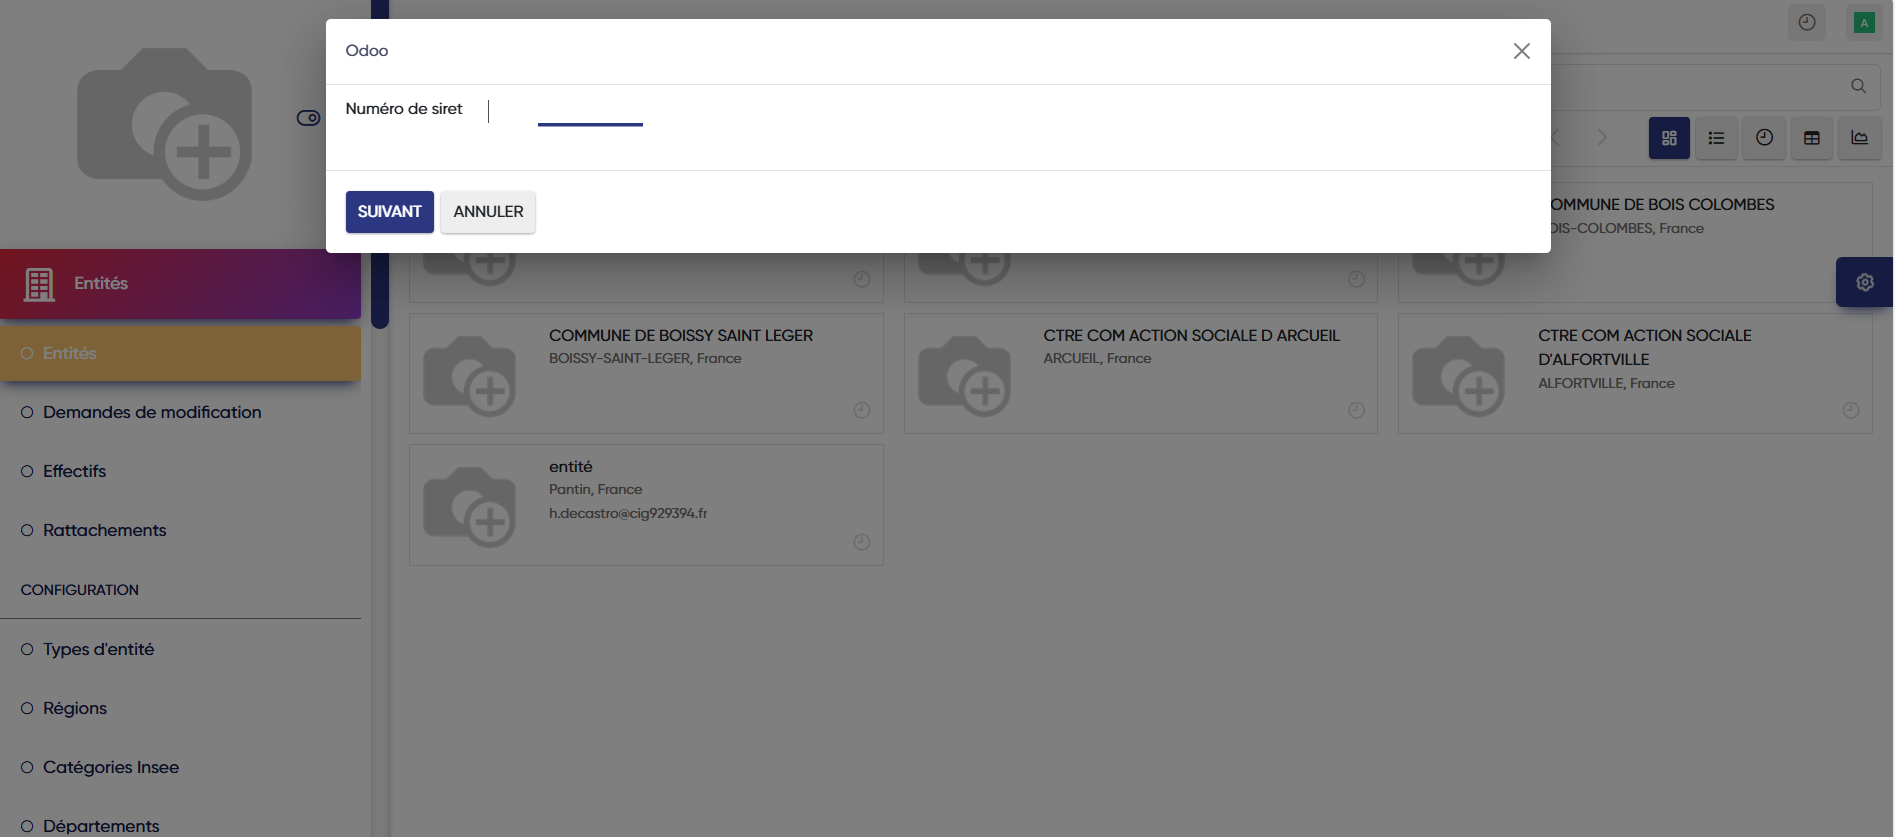 Odoo
Numéro de siret
SUIVANT
ANNULER
A
Entités
Entités
Demandes de modification
Effectifs
Rattachements
CONFIGURATION
Types d'entité
Régions
Catégories Insee
Départements
OMMUNE DE BOIS COLOMBES
OIS-COLOMBES, France
COMMUNE DE BOISSY SAINT LEGER
BOISSY-SAINT-LEGER, France
CTRE COM ACTION SOCIALE D ARCUEIL
ARCUEIL, France
CTRE COM ACTION SOCIALE
D'ALFORTVILLE
ALFORTVILLE, France
entité
Pantin, France
h.decastro@cig929394.fr